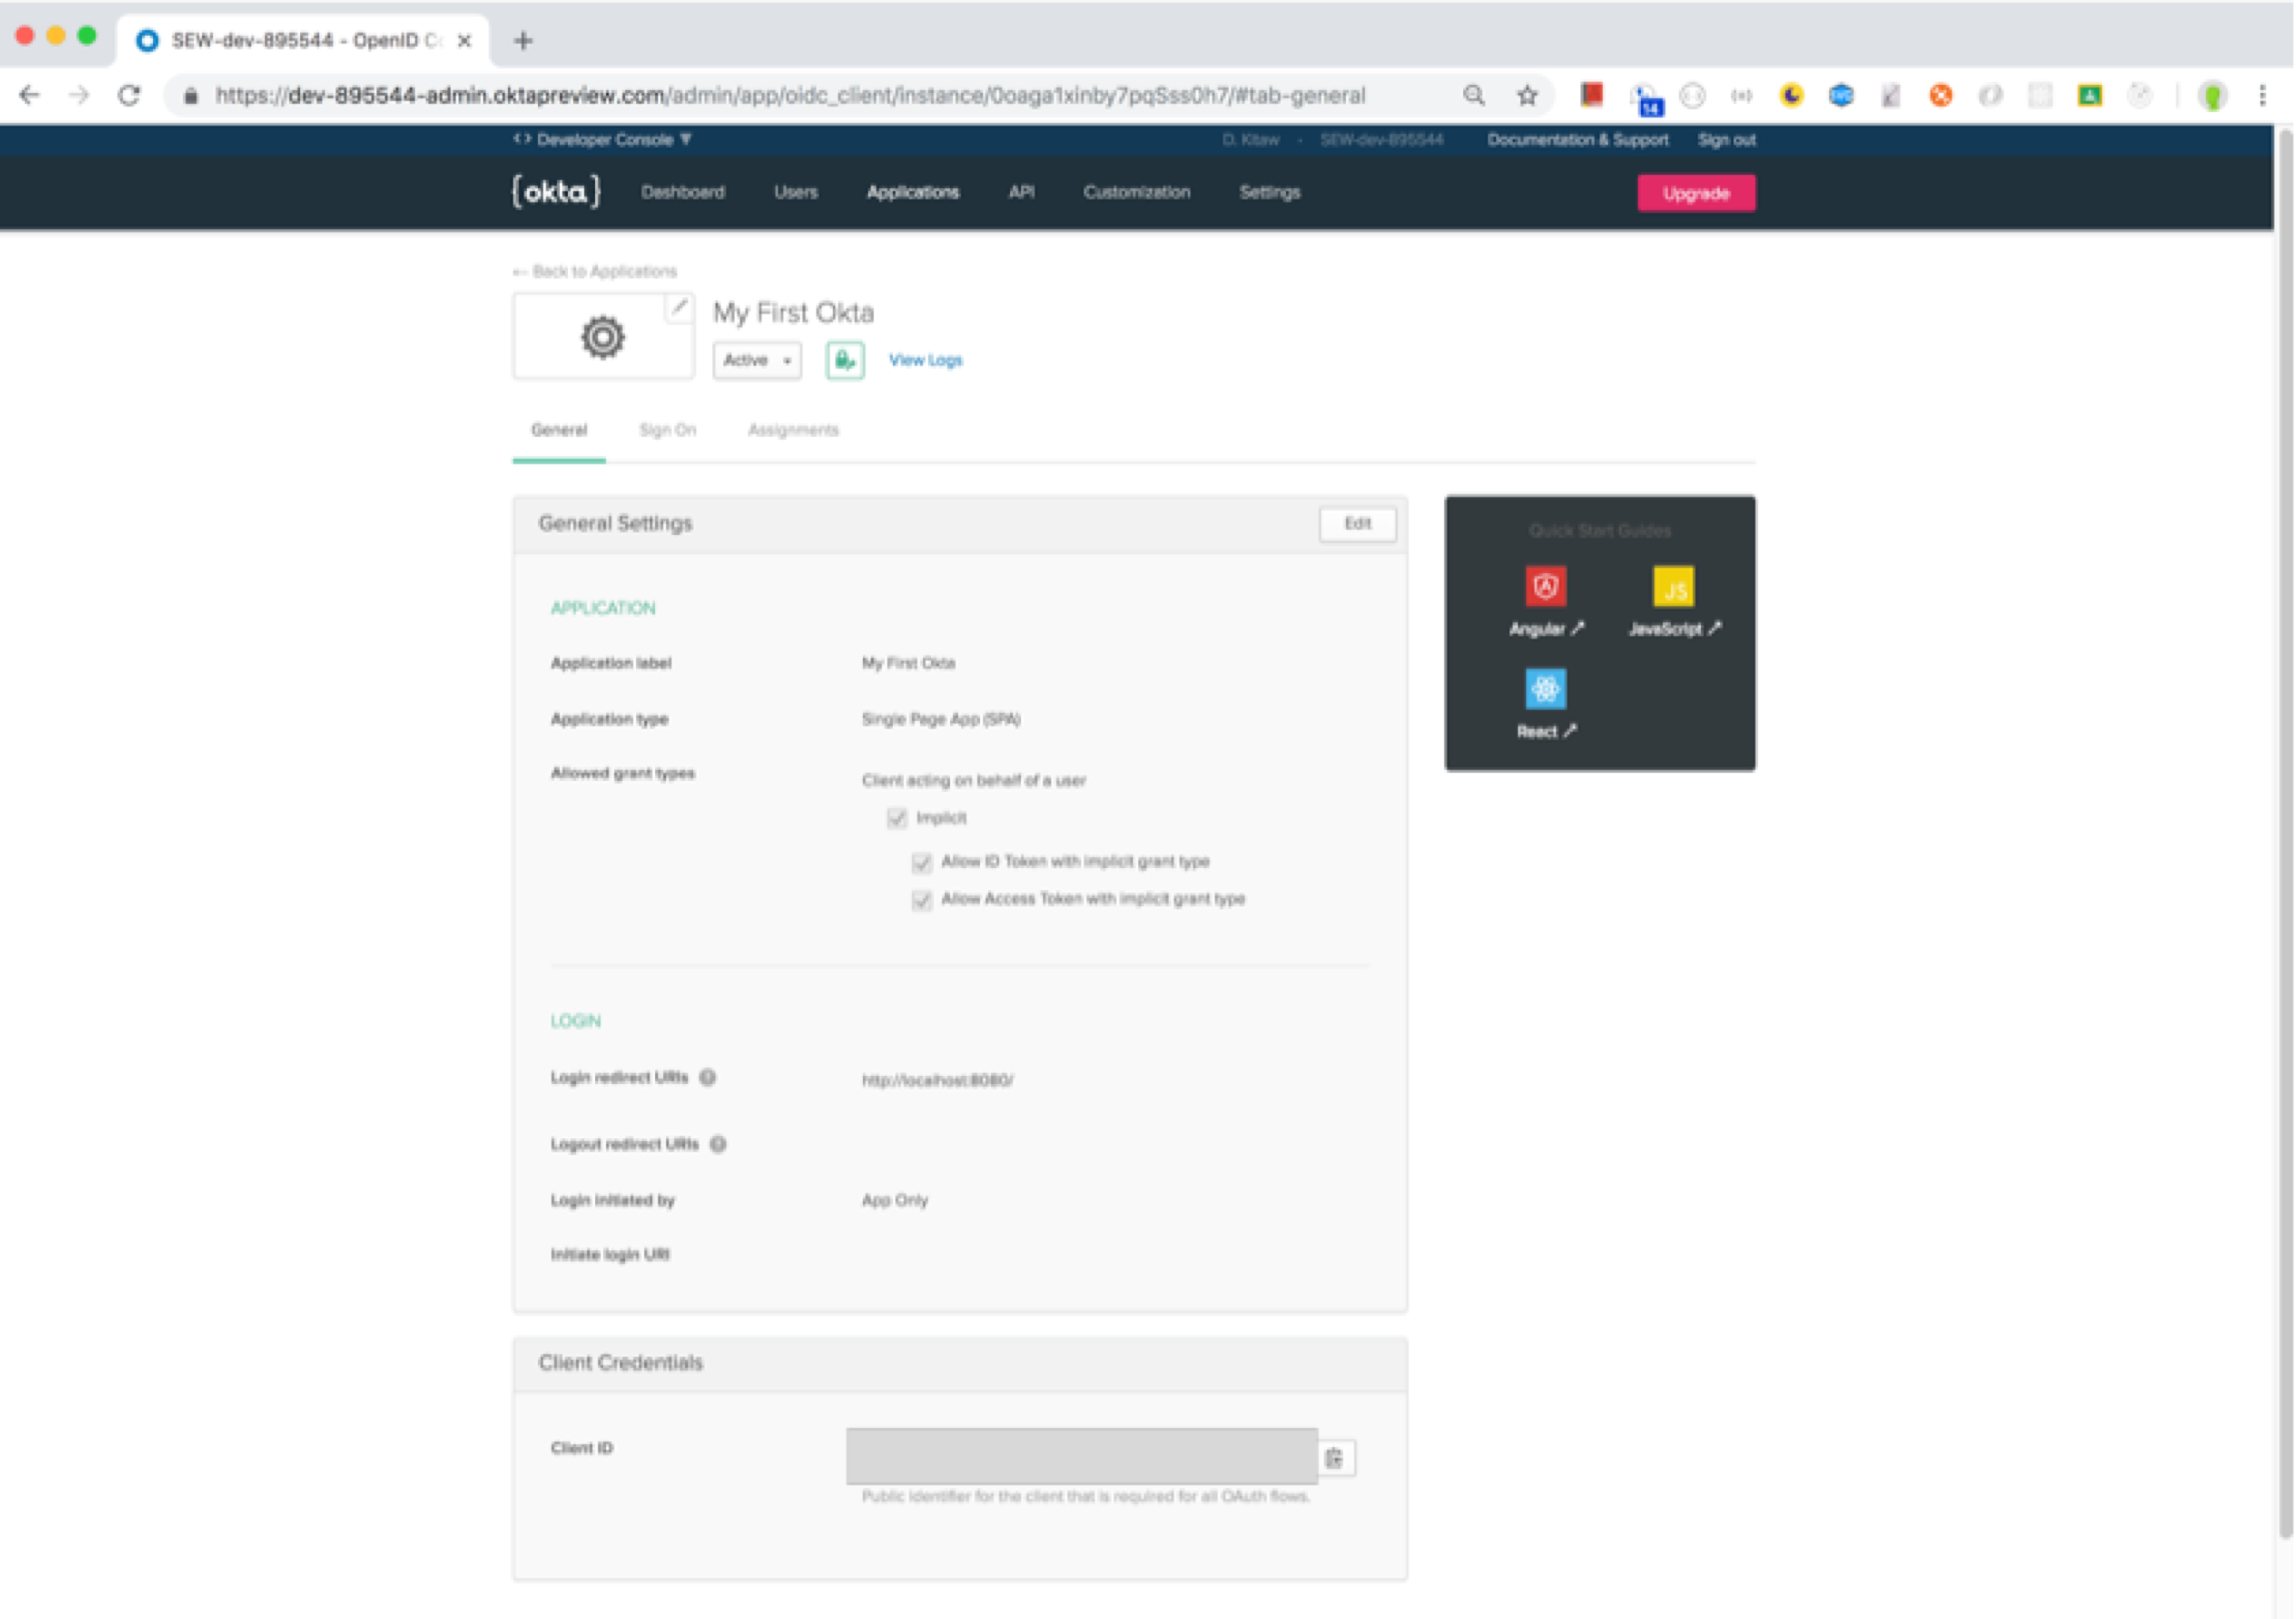 SEW-dev-895544 - OpenID C
https://dev-895544-admin.oktapreview.com/admin/app/oidc_client/instance/0oaga1xinby7pqSss0h7/#tab-general
14
<> Developer Console
D. Kitaw - SEW-dev-895544
Documentation & Support
Sign out
{okta}
Dashboard
Users
Applications
API
Customization
Settings
Upgrade
← Back to Applications
My First Okta
Active
View Logs
General
Sign On
Assignments
General Settings
Edit
Quick Start Guides
JS
Angular
JavaScript
React
APPLICATION
Application label
My First Okta
Application type
Single Page App (SPA)
Allowed grant types
Client acting on behalf of a user
Implicit
Allow ID Token with implicit grant type
Allow Access Token with implicit grant type
LOGIN
Login redirect URIs
http://localhost:8080/
Logout redirect URIs
Login initiated by
App Only
Initiate login URI
Client Credentials
Client ID
Public identifier for the client that is required for all OAuth flows.